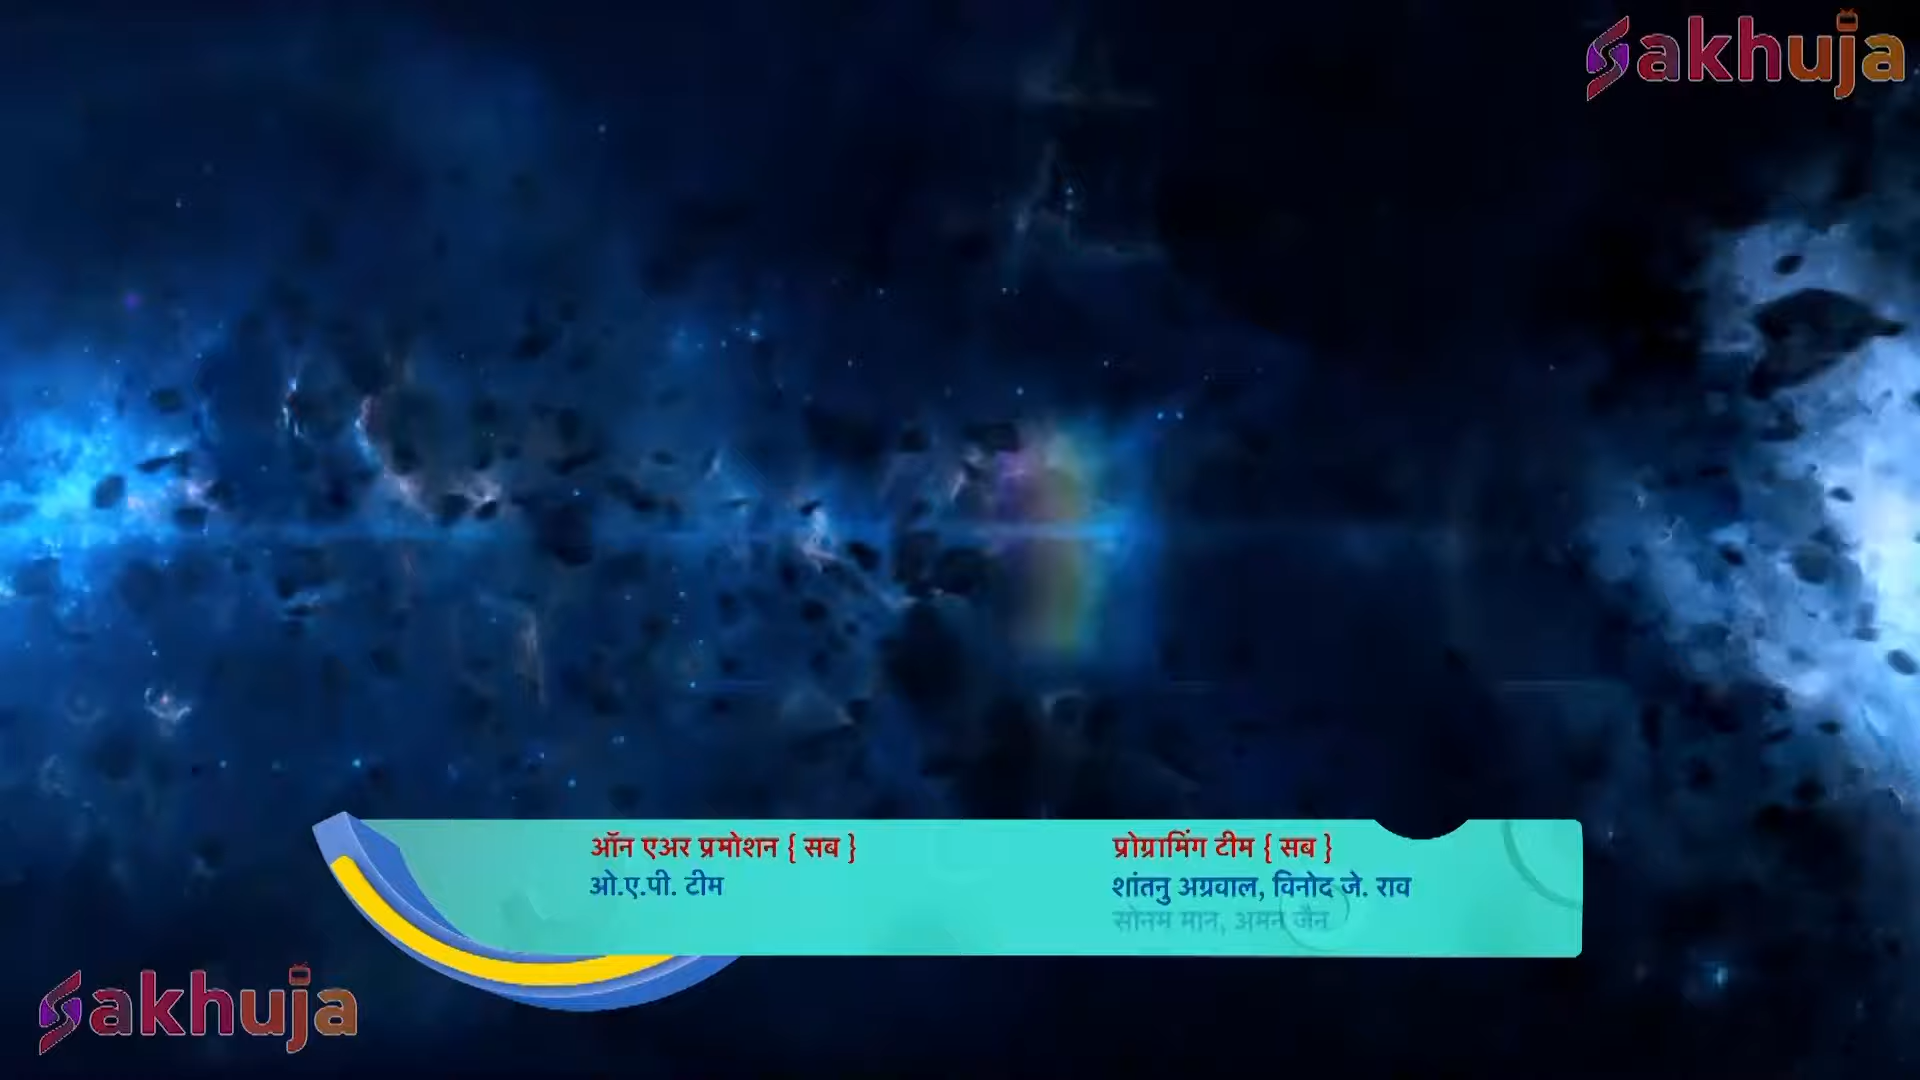 Sakhuja
ऑन एअर प्रमोशन { सब }
ओ.ए.पी. टीम
प्रोग्रामिंग टीम { सब }
शांतनु अग्रवाल, विनोद जे. राव
सोनम मान, अमन जैन
Sakhuja